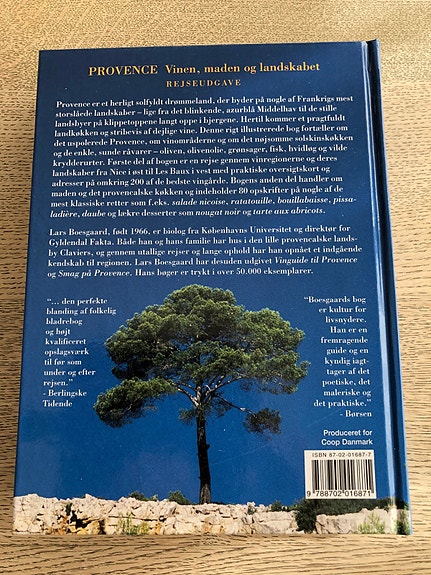 PROVENCE Vinen, maden og landskabet
REJSEUDGAVE
Provence er et herligt solfyldt drømmeland, der byder på nogle af Frankrigs mest
storslåede landskaber – lige fra det blinkende, azurblå Middelhav til de stille
landsbyer på klippetoppene langt oppe i bjergene. Hertil kommer et pragtfuldt
landkøkken og stribevis af dejlige vine. Denne rigt illustrerede bog fortæller om
det uspolerede Provence, om vinområderne og om det nøjsomme solskinskøkken
og de enkle, sunde råvarer – oliven, olivenolie, grønsager, fisk, hvidløg og vilde
krydderurter. Første del af bogen er en rejse gennem vinregionerne og deres
landskaber fra Nice i øst til Les Baux i vest med praktiske oversigtskort og
adresser på omkring 200 af de bedste vingårde. Bogens anden del handler om
maden og det provencalske køkken og indeholder 80 opskrifter på nogle af de
mest klassiske retter som f.eks. salade nicoise, ratatouille, bouillabaisse, pissa-
ladière, daube og lækre desserter som nougat noir og tarte aux abricots.
Lars Boesgaard, født 1966, er biolog fra Københavns Universitet og direktør for
Gyldendal Fakta. Både han og hans familie har hus i den lille provencalske lands-
by Claviers, og gennem utallige rejser og lange ophold har han opnået et indgående
kendskab til regionen. Lars Boesgaard har desuden udgivet Vinguide til Provence
og Smag på Provence. Hans bøger er trykt i over 50.000 eksemplarer.
"... den perfekte
blanding af folkelig
bladrebog
og højt
kvalificeret
opslagsværk
til før som
under og efter
rejsen."
- Berlingske
Tidende
"Boesgaards bog
er kultur for
livsnydere.
Han er en
fremragende
guide og en
kyndig iagt-
tager af det
poetiske, det
maleriske og
det praktiske."
- Børsen
Produceret for
Coop Danmark
ISBN 87-02-01687-7
9 788702 016871